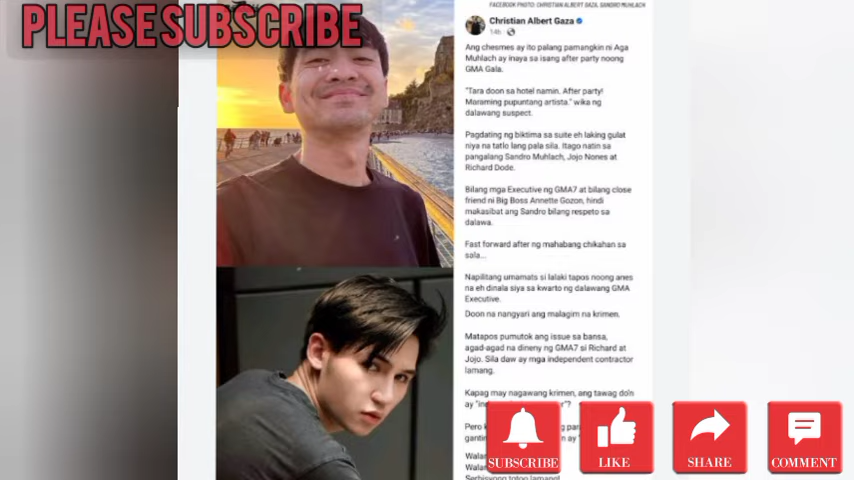 PLEASE SUBSCRIBE
FACEBOOK PHOTO: CHRISTIAN ALBERT GAZA, SANDRO MUHLACH
Christian Albert Gaza
14h
Ang chesmes ay ito palang pamangkin ni Aga
Muhlach ay inaya sa isang after party noong
GMA Gala.
"Tara doon sa hotel namin. After party!
Maraming pupuntang artista." wika ng
dalawang suspect.
Pagdating ng biktima sa suite eh laking gulat
niya na tatlo lang pala sila. Itago natin sa
pangalang Sandro Muhlach, Jojo Nones at
Richard Dode.
Bilang mga Executive ng GMA7 at bilang close
friend ni Big Boss Annette Gozon, hindi
makasibat ang Sandro bilang respeto sa
dalawa.
Fast forward after ng mahabang chikahan sa
sala...
Napilitang umamats si lalaki tapos noong anes
na eh dinala siya sa kwarto ng dalawang GMA
Executive.
Doon na nangyari ang malagim na krimen.
Matapos pumutok ang issue sa bansa,
agad-agad na dineny ng GMA7 si Richard at
Jojo. Sila daw ay mga independent contractor
lamang.
Kapag may nagawang krimen, ang tawag do'n
ay
Pero
Serbisyong totoo lamang!
SUBSCRIBE
LIKE
SHARE
COMMENT